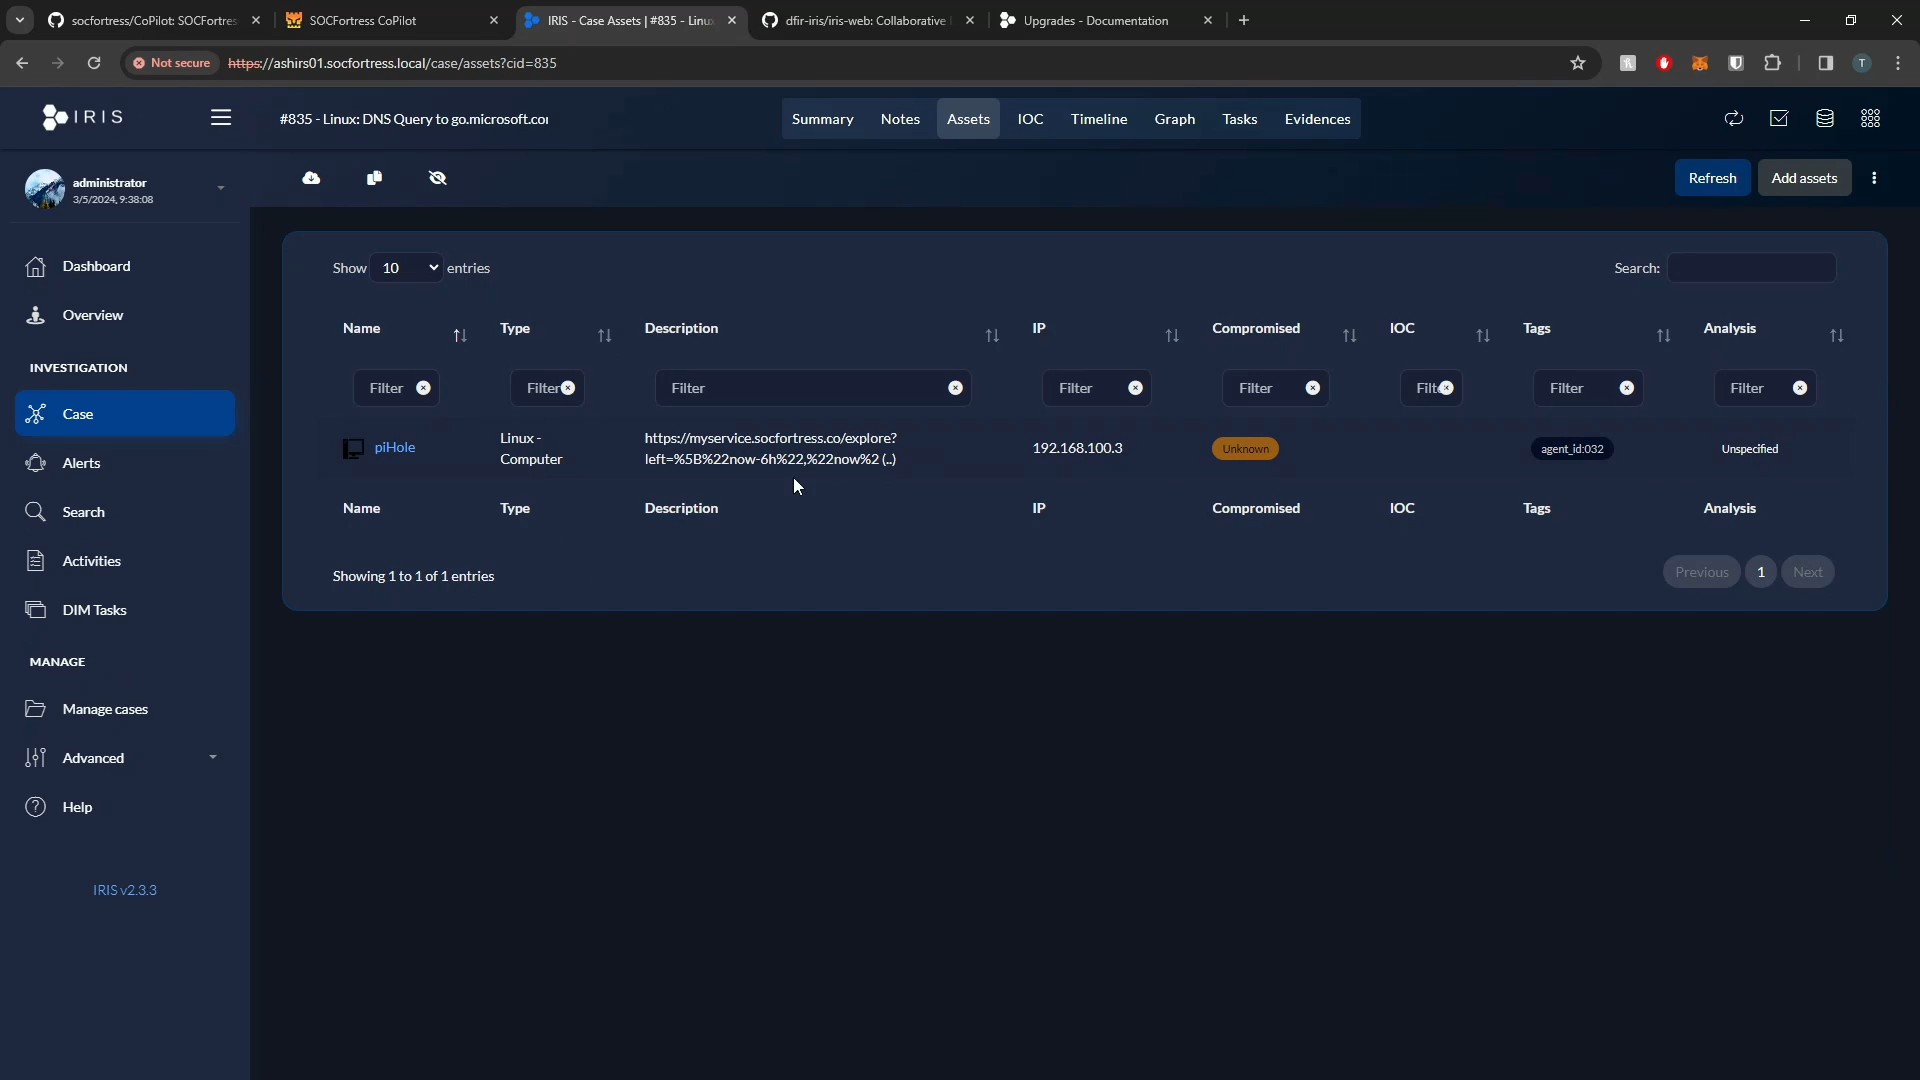 socfortress/CoPilot: SOCFortres
SOCFortress CoPilot
IRIS - Case Assets | #835 - Linu
dfir-iris/iris-web: Collaborative
Upgrades - Documentation
Not secure
https://ashirs01.socfortress.local/case/assets?cid=835
T
IRIS
#835 - Linux: DNS Query to go.microsoft.co
Summary
Notes
Assets
IOC
Timeline
Graph
Tasks
Evidences
administrator
3/5/2024, 9:38:08
Refresh
Add assets
Dashboard
Overview
INVESTIGATION
Case
Alerts
Search
Activities
DIM Tasks
MANAGE
Manage cases
Advanced
Help
IRIS v2.3.3
Show 10 entries
Search:
Name Type Description IP Compromised IOC Tags Analysis
Filter Filter Filter Filter Filter Filt Filter Filter
piHole
Linux -
Computer
https://myservice.socfortress.co/explore?
left=%5B%22now-6h%22,%22now%2 (..)
192.168.100.3
Unknown
agent_id:032
Unspecified
Name Type Description IP Compromised IOC Tags Analysis
Showing 1 to 1 of 1 entries
Previous 1 Next